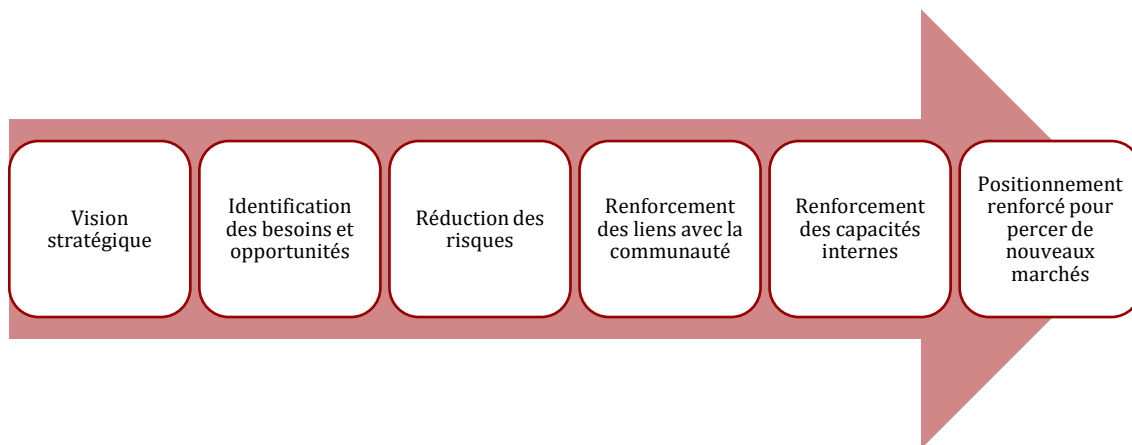 Vision
stratégique
Identification
des besoins et
opportunités
Réduction des
risques
Renforcement
des liens avec la
communauté
Renforcement
des capacités
internes
Positionnement
renforcé pour
percer de
nouveaux
marchés